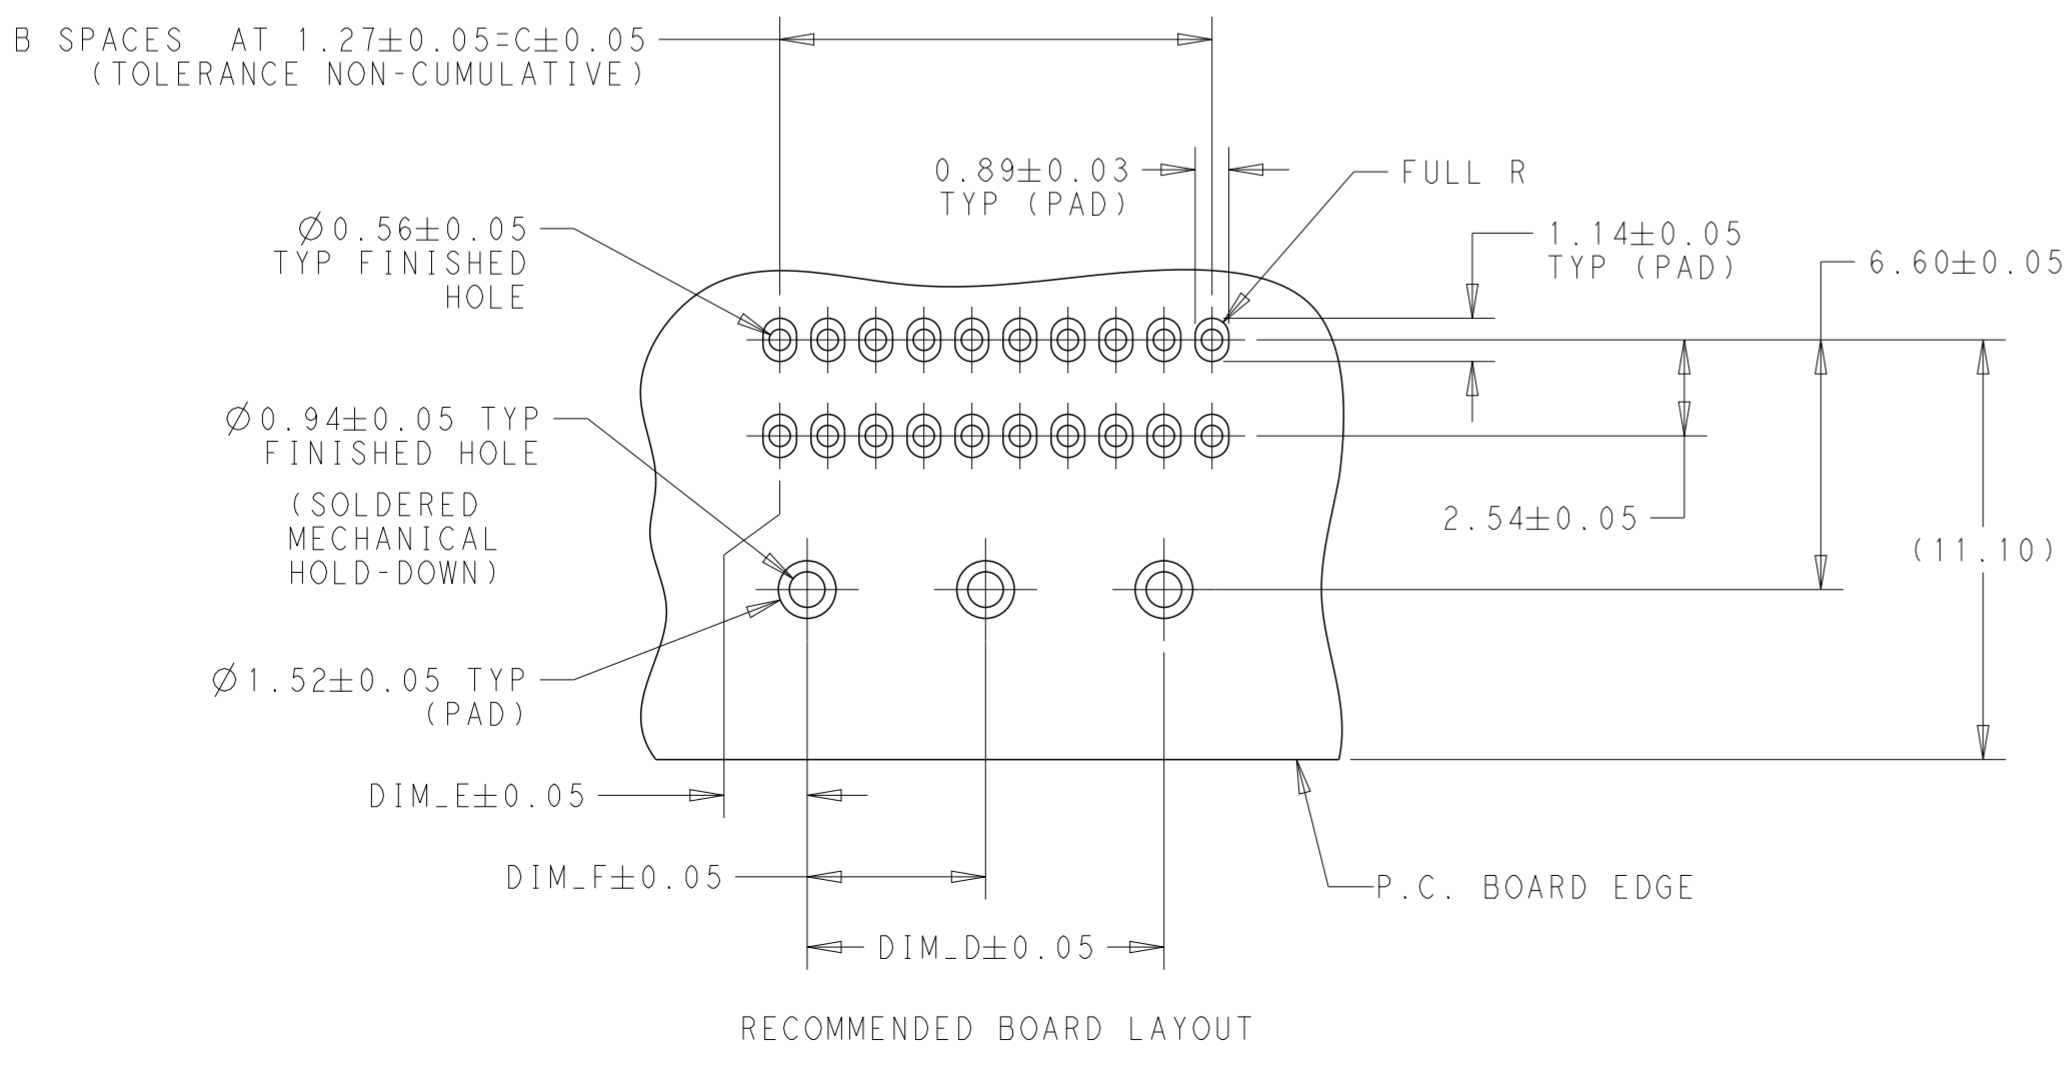 B SPACES AT 1.27±0.05=C±0.05
(TOLERANCE NON-CUMULATIVE)
0.89±0.03
TYP (PAD)
FULL R
Ø0.56±0.05
TYP FINISHED
HOLE
1.14±0.05
TYP (PAD)
6.60±0.05
Ø0.94±0.05 TYP
FINISHED HOLE
(SOLDERED
MECHANICAL
HOLD-DOWN)
2.54±0.05
(11.10)
Ø1.52±0.05 TYP
(PAD)
DIM_E±0.05
DIM_F±0.05
P.C. BOARD EDGE
DIM_D±0.05
RECOMMENDED BOARD LAYOUT